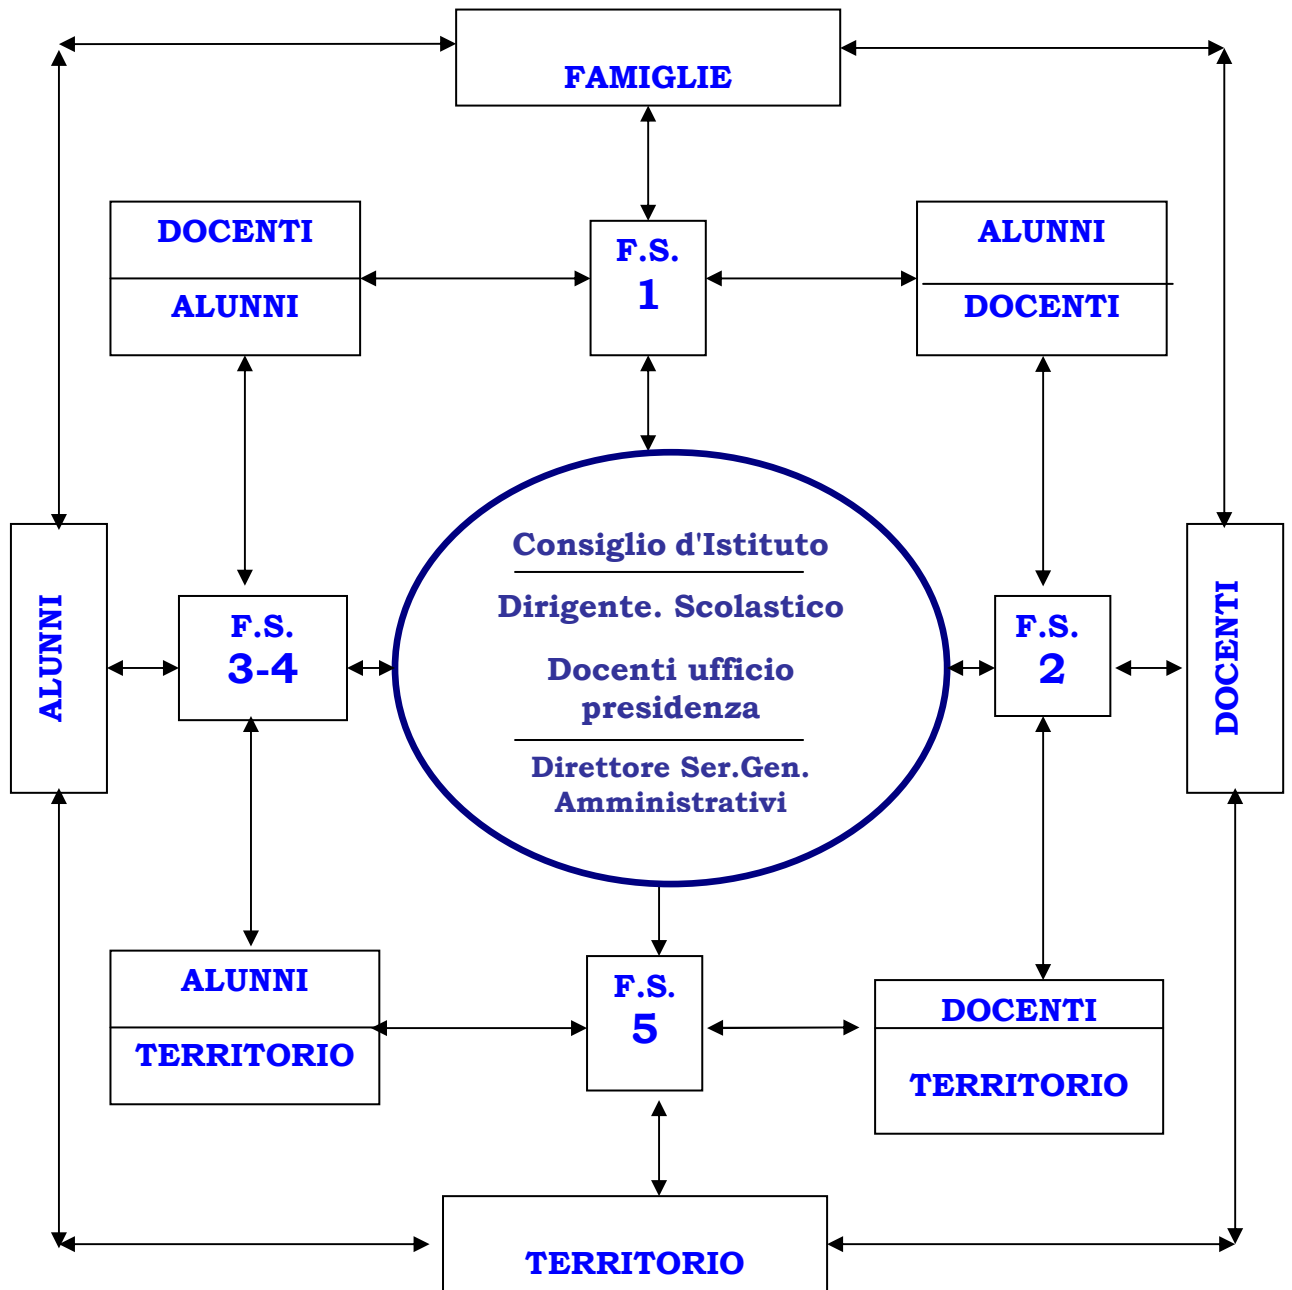 FAMIGLIE
DOCENTI
ALUNNI
F.S.
1
ALUNNI
DOCENTI
ALUNNI
F.S.
3-4
Consiglio d'Istituto
Dirigente. Scolastico
Docenti ufficio
presidenza
Direttore Ser.Gen.
Amministrativi
F.S.
2
DOCENTI
ALUNNI
TERRITORIO
F.S.
5
DOCENTI
TERRITORIO
TERRITORIO